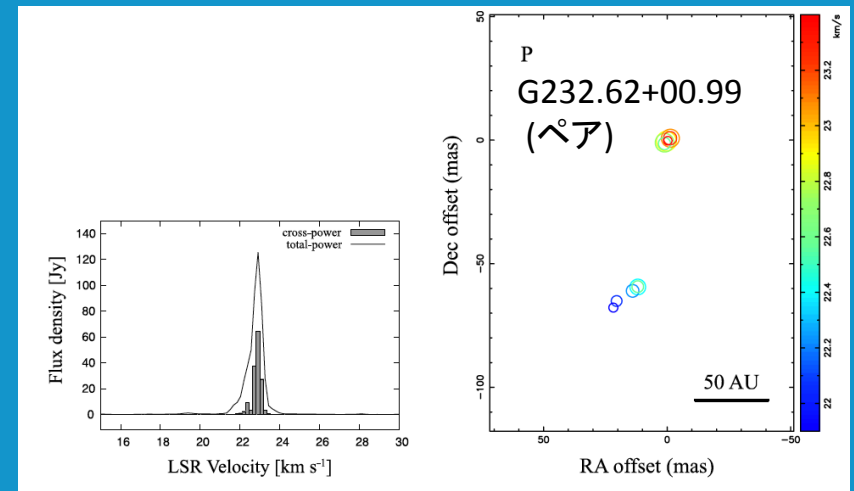 140
120
100
80
60
40
20
0
cross-power
total-power
Flux density [Jy]
16 18 20 22 24 26 28 30
LSR Velocity [km s⁻¹]
P
G232.62+00.99
(ペア)
50
0
−50
−100
Dec offset (mas)
50 AU
50 0 −50
RA offset (mas)
km/s
23.2
23
22.8
22.6
22.4
22.2
22